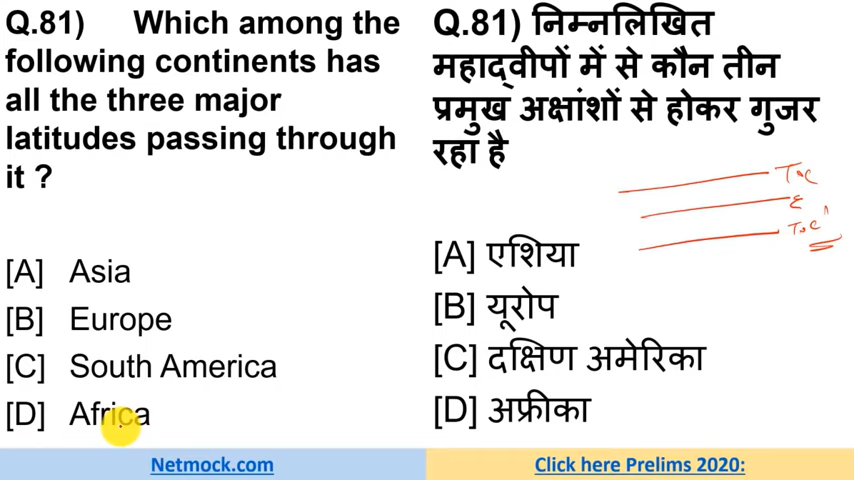 Q.81) Which among the
following continents has
all the three major
latitudes passing through
it ?
[A] Asia
[B] Europe
[C] South America
[D] Africa
Q.81) निम्नलिखित
महाद्वीपों में से कौन तीन
प्रमुख अक्षांशों से होकर गुजर
रहा है
ToC
E
ToC
[A] एशिया
[B] यूरोप
[C] दक्षिण अमेरिका
[D] अफ्रीका
Netmock.com
Click here Prelims 2020: